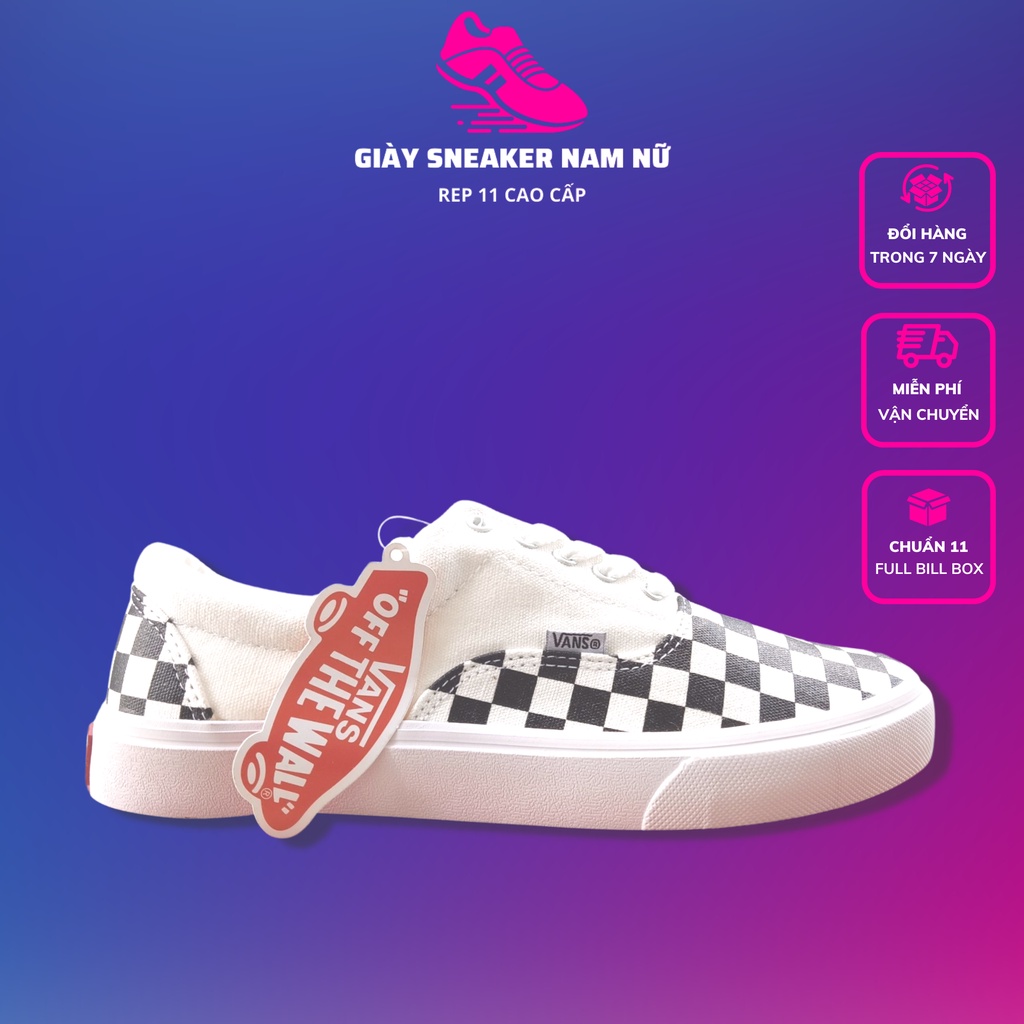 GIÀY SNEAKER NAM NỮ
REP 11 CAO CẤP
ĐỔI HÀNG
TRONG 7 NGÀY
MIỄN PHÍ
VẬN CHUYỂN
CHUẨN 11
FULL BILL BOX
VANS®
VANS
"OFF THE WALL"®